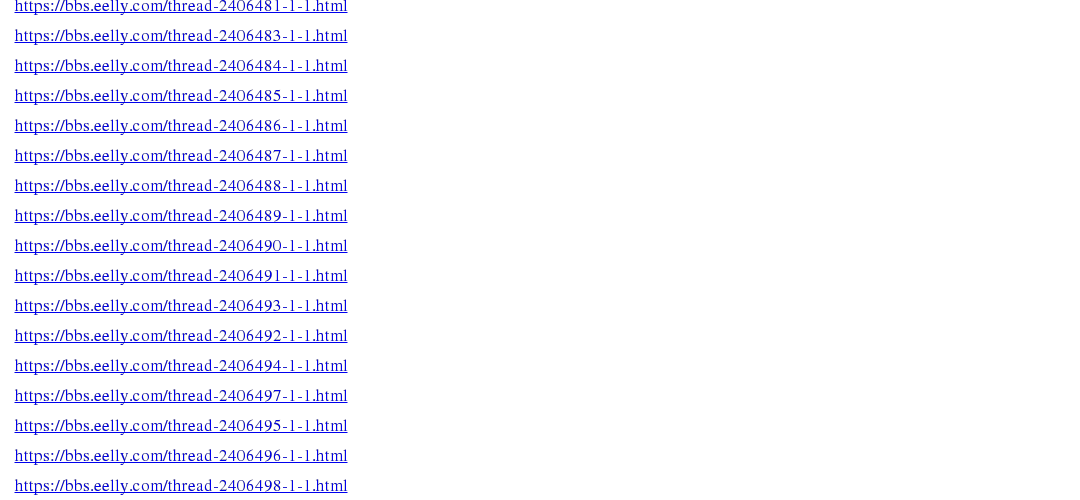 https://bbs.eelly.com/thread-2406481-1-1.html
https://bbs.eelly.com/thread-2406483-1-1.html
https://bbs.eelly.com/thread-2406484-1-1.html
https://bbs.eelly.com/thread-2406485-1-1.html
https://bbs.eelly.com/thread-2406486-1-1.html
https://bbs.eelly.com/thread-2406487-1-1.html
https://bbs.eelly.com/thread-2406488-1-1.html
https://bbs.eelly.com/thread-2406489-1-1.html
https://bbs.eelly.com/thread-2406490-1-1.html
https://bbs.eelly.com/thread-2406491-1-1.html
https://bbs.eelly.com/thread-2406493-1-1.html
https://bbs.eelly.com/thread-2406492-1-1.html
https://bbs.eelly.com/thread-2406494-1-1.html
https://bbs.eelly.com/thread-2406497-1-1.html
https://bbs.eelly.com/thread-2406495-1-1.html
https://bbs.eelly.com/thread-2406496-1-1.html
https://bbs.eelly.com/thread-2406498-1-1.html